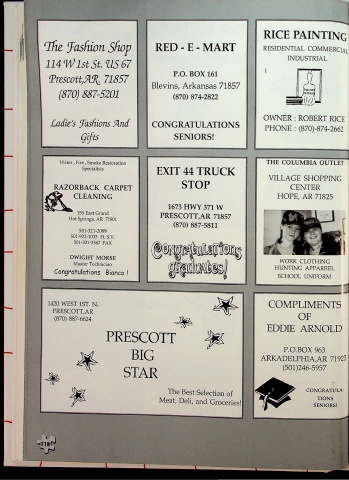 The Fashion Shop
114 W 1st St. US 67
Prescott,AR. 71857
(870) 887-5201
Ladie's Fashions And
Gifts
RED - E - MART
P.O. BOX 161
Blevins, Arkansas 71857
(870) 874-2822
CONGRATULATIONS
SENIORS!
RICE PAINTING
RESIDENTIAL COMMERCIAL
INDUSTRIAL
OWNER : ROBERT RICE
PHONE : (870)-874-2662
Water, Fire, Smoke Restoration
Specialists
RAZORBACK CARPET
CLEANING
355 East Grand
Hot Springs, AR 71901
501-321-2089
501-922-1033 H. S.V.
501-321-3567 FAX
DWIGHT MORSE
Master Technician
Congratulations Bianca !
EXIT 44 TRUCK
STOP
1673 HWY 371 W
PRESCOTT,AR 71857
(870) 887-5811
Congratulations
graduates!
THE COLUMBIA OUTLET
VILLAGE SHOPPING
CENTER
HOPE, AR 71825
WORK CLOTHING
HUNTING APPARREL
SCHOOL UNIFORM
1420 WEST 1ST. N.
PRESCOTT,AR
(870) 887-6624
PRESCOTT
BIG
STAR
The Best Selection of
Meat, Deli, and Groceries!
COMPLIMENTS
OF
EDDIE ARNOLD
P.O.BOX 963
ARKADELPHIA,AR 71923
(501)246-5957
CONGRATULA-
TIONS
SENIORS!
118